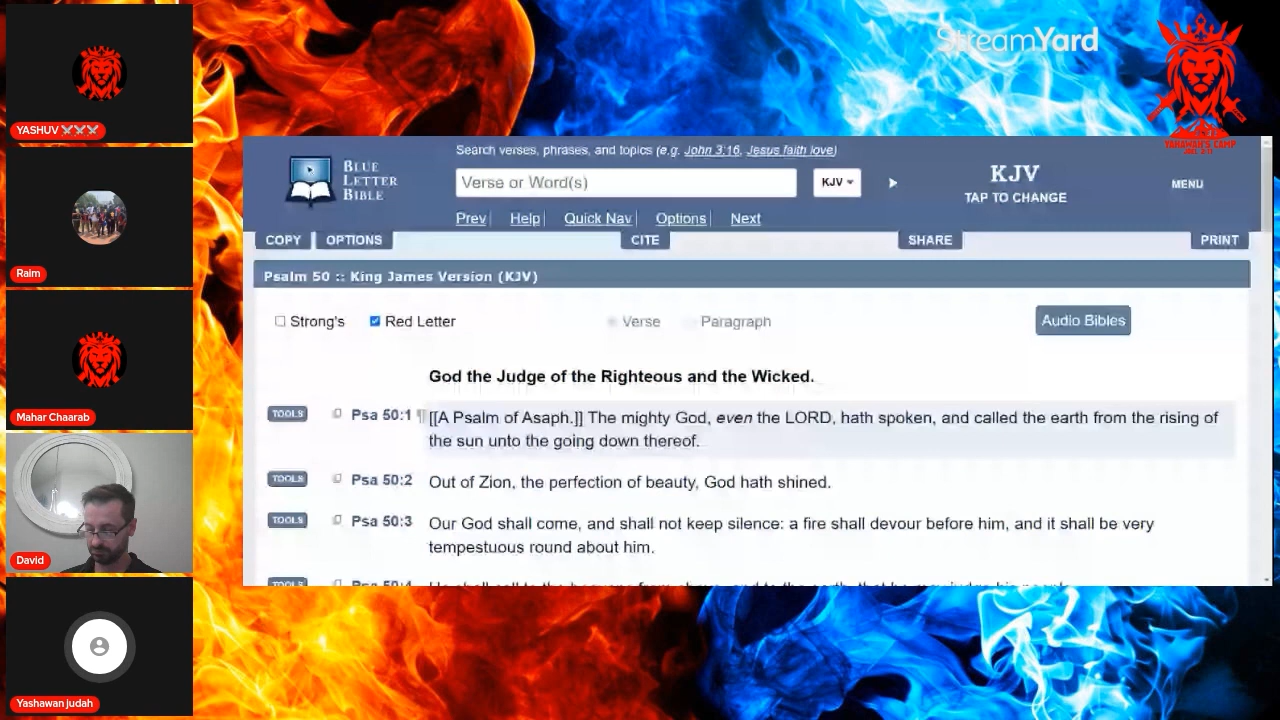 YASHUV ⚔⚔⚔
Raim
Mahar Chaarab
David
Yashawan judah
StreamYard
YAHAWAH'S CAMP
BLUE
LETTER
BIBLE
Search verses, phrases, and topics (e.g. John 3:16, Jesus faith love)
Verse or Word(s)
KJV
Prev Help Quick Nav Options Next
KJV
TAP TO CHANGE
MENU
COPY OPTIONS CITE SHARE PRINT
Psalm 50 :: King James Version (KJV)
Strong's Red Letter Verse Paragraph Audio Bibles
God the Judge of the Righteous and the Wicked.
TOOLS Psa 50:1 ¶ [[A Psalm of Asaph.]] The mighty God, even the LORD, hath spoken, and called the earth from the rising of
the sun unto the going down thereof.
TOOLS Psa 50:2 Out of Zion, the perfection of beauty, God hath shined.
TOOLS Psa 50:3 Our God shall come, and shall not keep silence: a fire shall devour before him, and it shall be very
tempestuous round about him.
TOOLS Psa 50:4